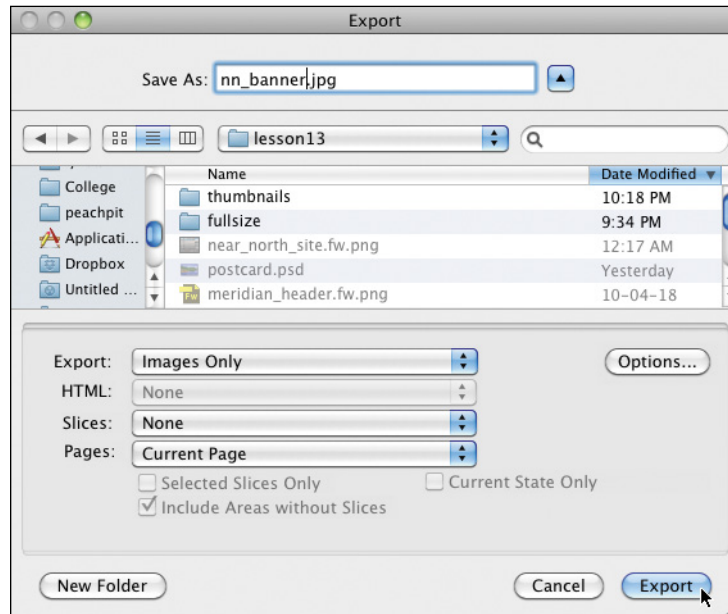 Export
Save As: nn_banner.jpg
lesson13
Name Date Modified
College
peachpit
Applicati...
Dropbox
Untitled ...
thumbnails 10:18 PM
fullsize 9:34 PM
near_north_site.fw.png 12:17 AM
postcard.psd Yesterday
meridian_header.fw.png 10-04-18
Export: Images Only Options...
HTML: None
Slices: None
Pages: Current Page
Selected Slices Only Current State Only
Include Areas without Slices
New Folder Cancel Export